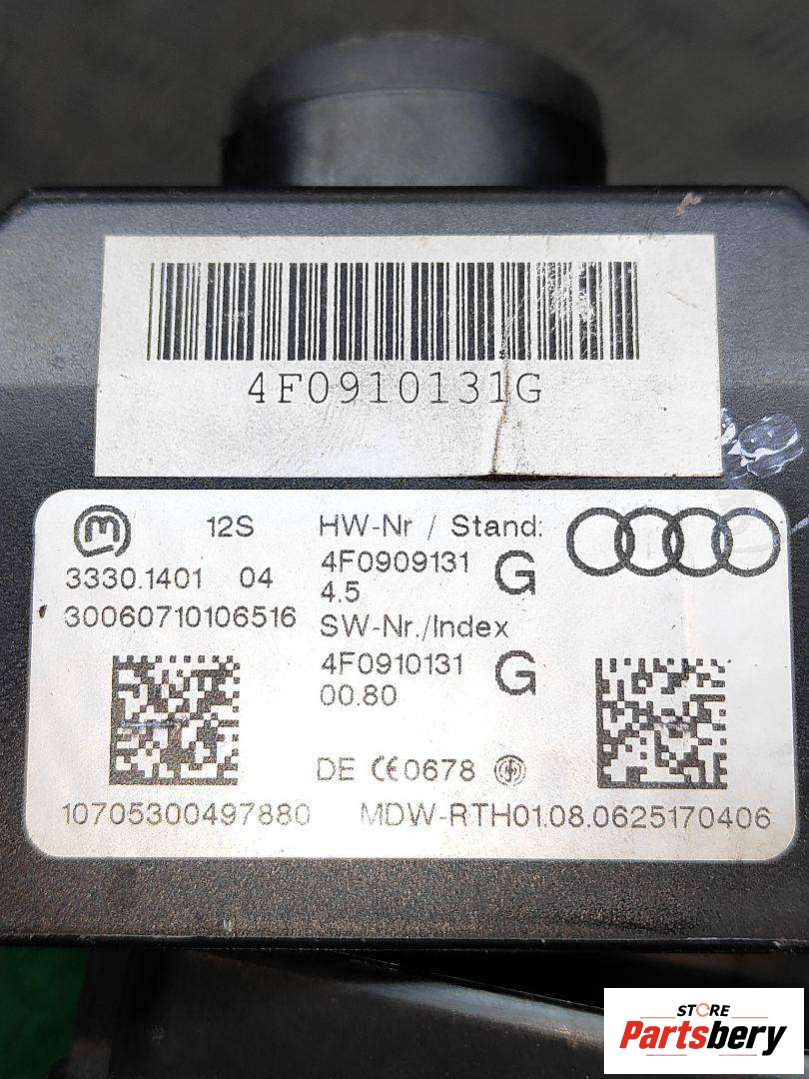 4F0910131G
m 12S HW-Nr / Stand:
3330.1401 04 4F0909131 G
4.5
30060710106516 SW-Nr./Index
4F0910131 G
00.80
DE CE0678
10705300497880 MDW-RTH01.08.0625170406
STORE
Partsbery